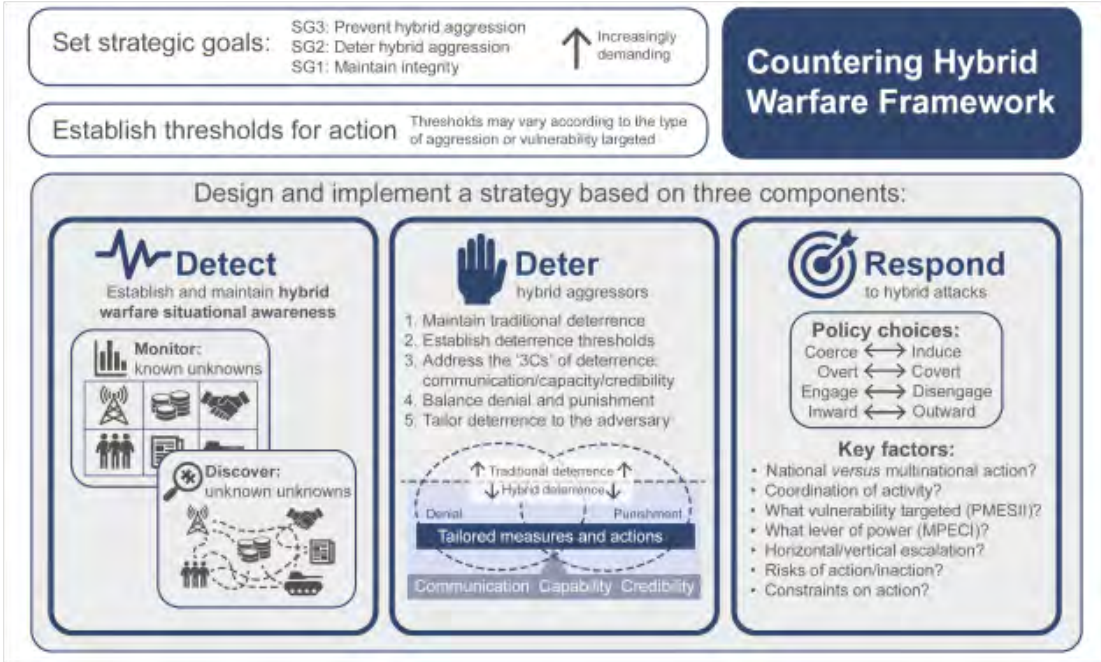 Set strategic goals:
SG3: Prevent hybrid aggression
SG2: Deter hybrid aggression
SG1: Maintain integrity
Increasingly
demanding
Countering Hybrid
Warfare Framework
Establish thresholds for action
Thresholds may vary according to the type
of aggression or vulnerability targeted
Design and implement a strategy based on three components:
Detect
Establish and maintain hybrid
warfare situational awareness
Monitor:
known unknowns
Discover:
unknown unknowns
Deter
hybrid aggressors
1. Maintain traditional deterrence
2. Establish deterrence thresholds
3. Address the '3Cs' of deterrence:
communication/capacity/credibility
4. Balance denial and punishment
5. Tailor deterrence to the adversary
Traditional deterrence
Hybrid deterrence
Denial
Punishment
Tailored measures and actions
Communication Capability Credibility
Respond
to hybrid attacks
Policy choices:
Coerce ⟷ Induce
Overt ⟷ Covert
Engage ⟷ Disengage
Inward ⟷ Outward
Key factors:
• National versus multinational action?
• Coordination of activity?
• What vulnerability targeted (PMESII)?
• What lever of power (MPECI)?
• Horizontal/vertical escalation?
• Risks of action/inaction?
• Constraints on action?